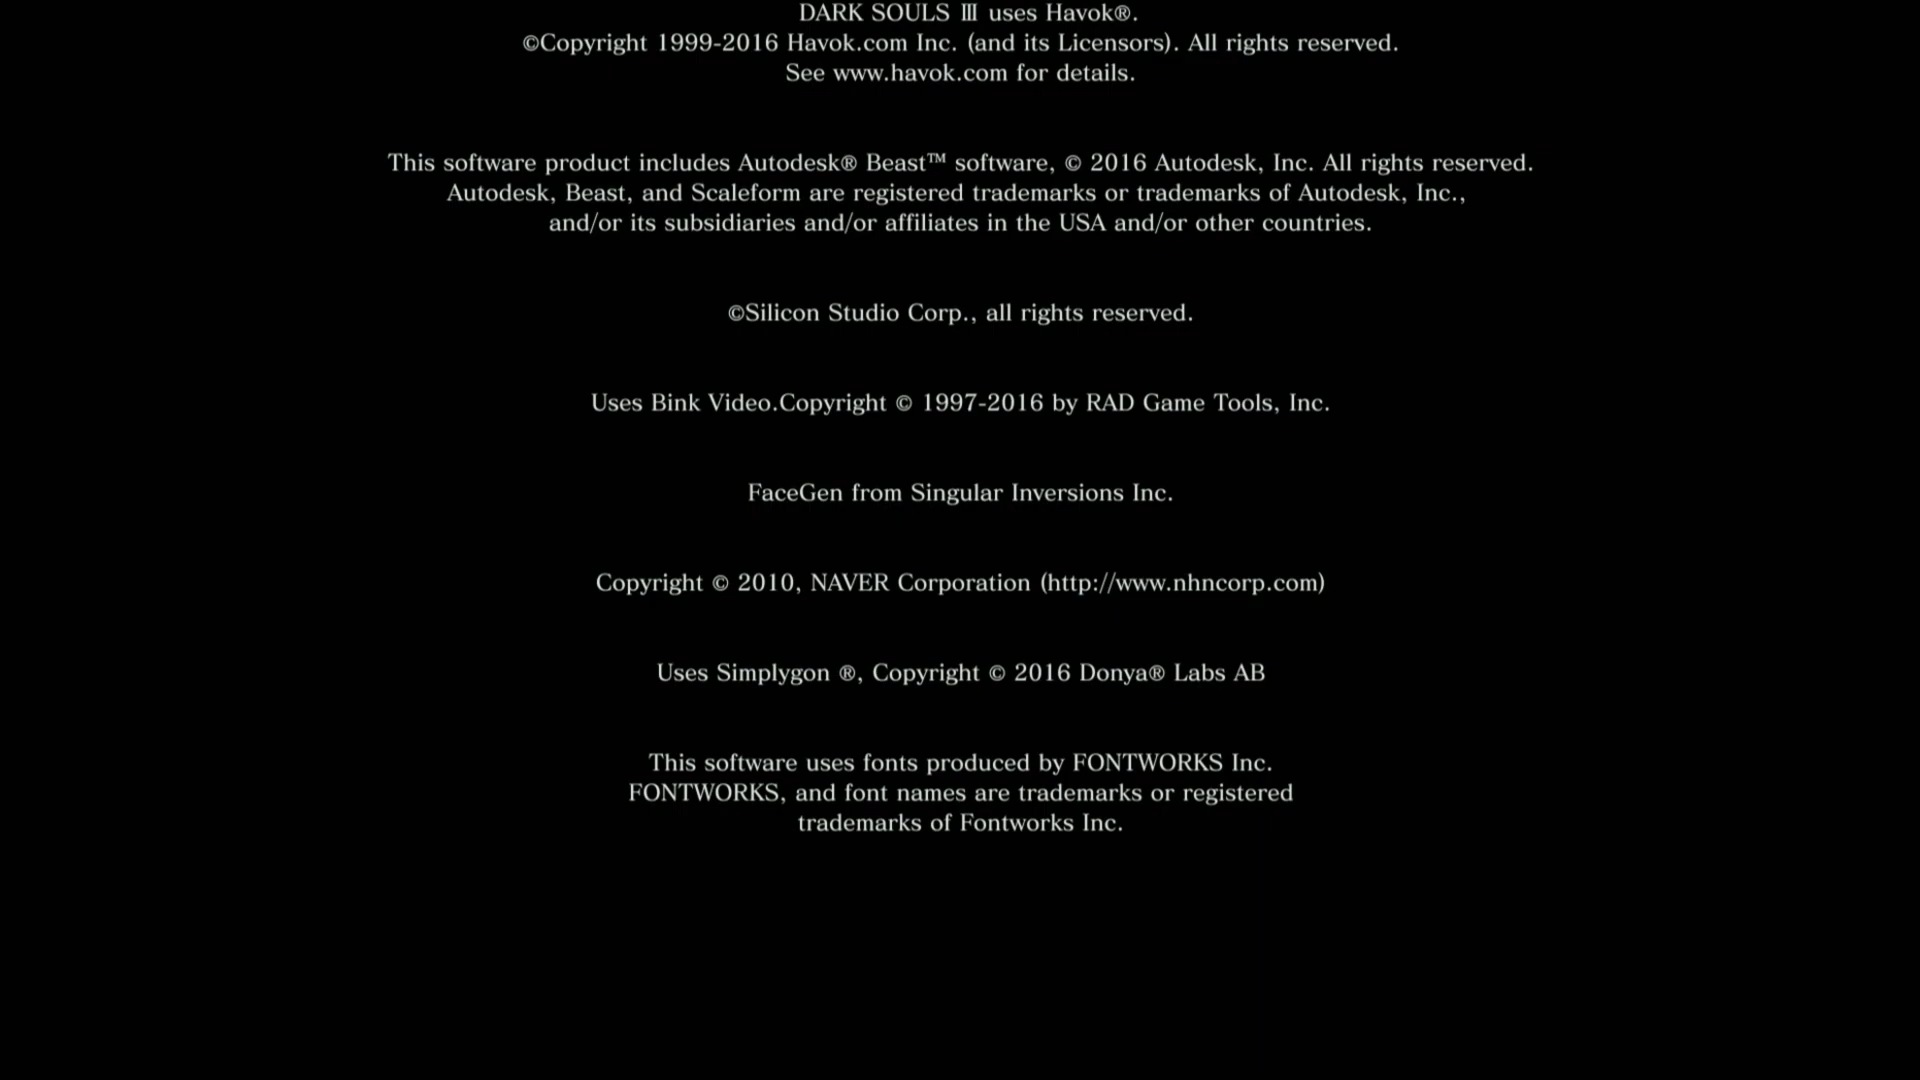 DARK SOULS Ⅲ uses Havok®.
©Copyright 1999-2016 Havok.com Inc. (and its Licensors). All rights reserved.
See www.havok.com for details.
This software product includes Autodesk® Beast™ software, © 2016 Autodesk, Inc. All rights reserved.
Autodesk, Beast, and Scaleform are registered trademarks or trademarks of Autodesk, Inc.,
and/or its subsidiaries and/or affiliates in the USA and/or other countries.
©Silicon Studio Corp., all rights reserved.
Uses Bink Video.Copyright © 1997-2016 by RAD Game Tools, Inc.
FaceGen from Singular Inversions Inc.
Copyright © 2010, NAVER Corporation (http://www.nhncorp.com)
Uses Simplygon ®, Copyright © 2016 Donya® Labs AB
This software uses fonts produced by FONTWORKS Inc.
FONTWORKS, and font names are trademarks or registered
trademarks of Fontworks Inc.